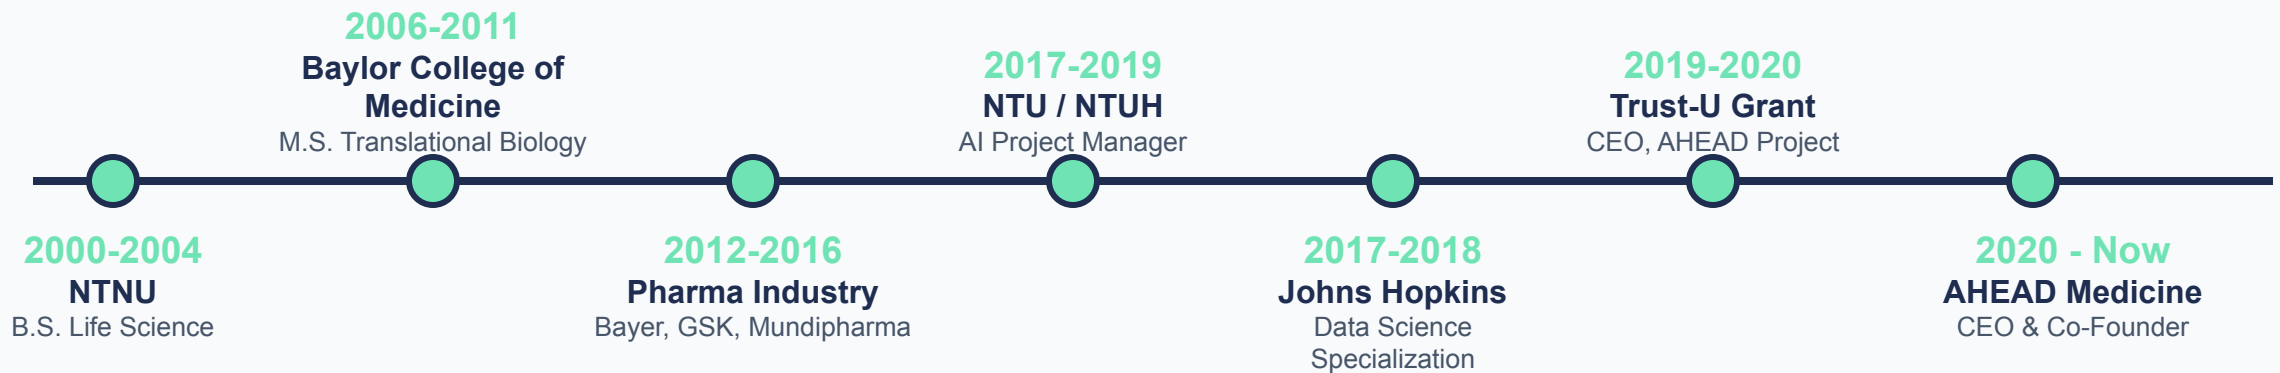 2000-2004
NTNU
B.S. Life Science
2006-2011
Baylor College of
Medicine
M.S. Translational Biology
2012-2016
Pharma Industry
Bayer, GSK, Mundipharma
2017-2019
NTU / NTUH
AI Project Manager
2017-2018
Johns Hopkins
Data Science
Specialization
2019-2020
Trust-U Grant
CEO, AHEAD Project
2020 - Now
AHEAD Medicine
CEO & Co-Founder